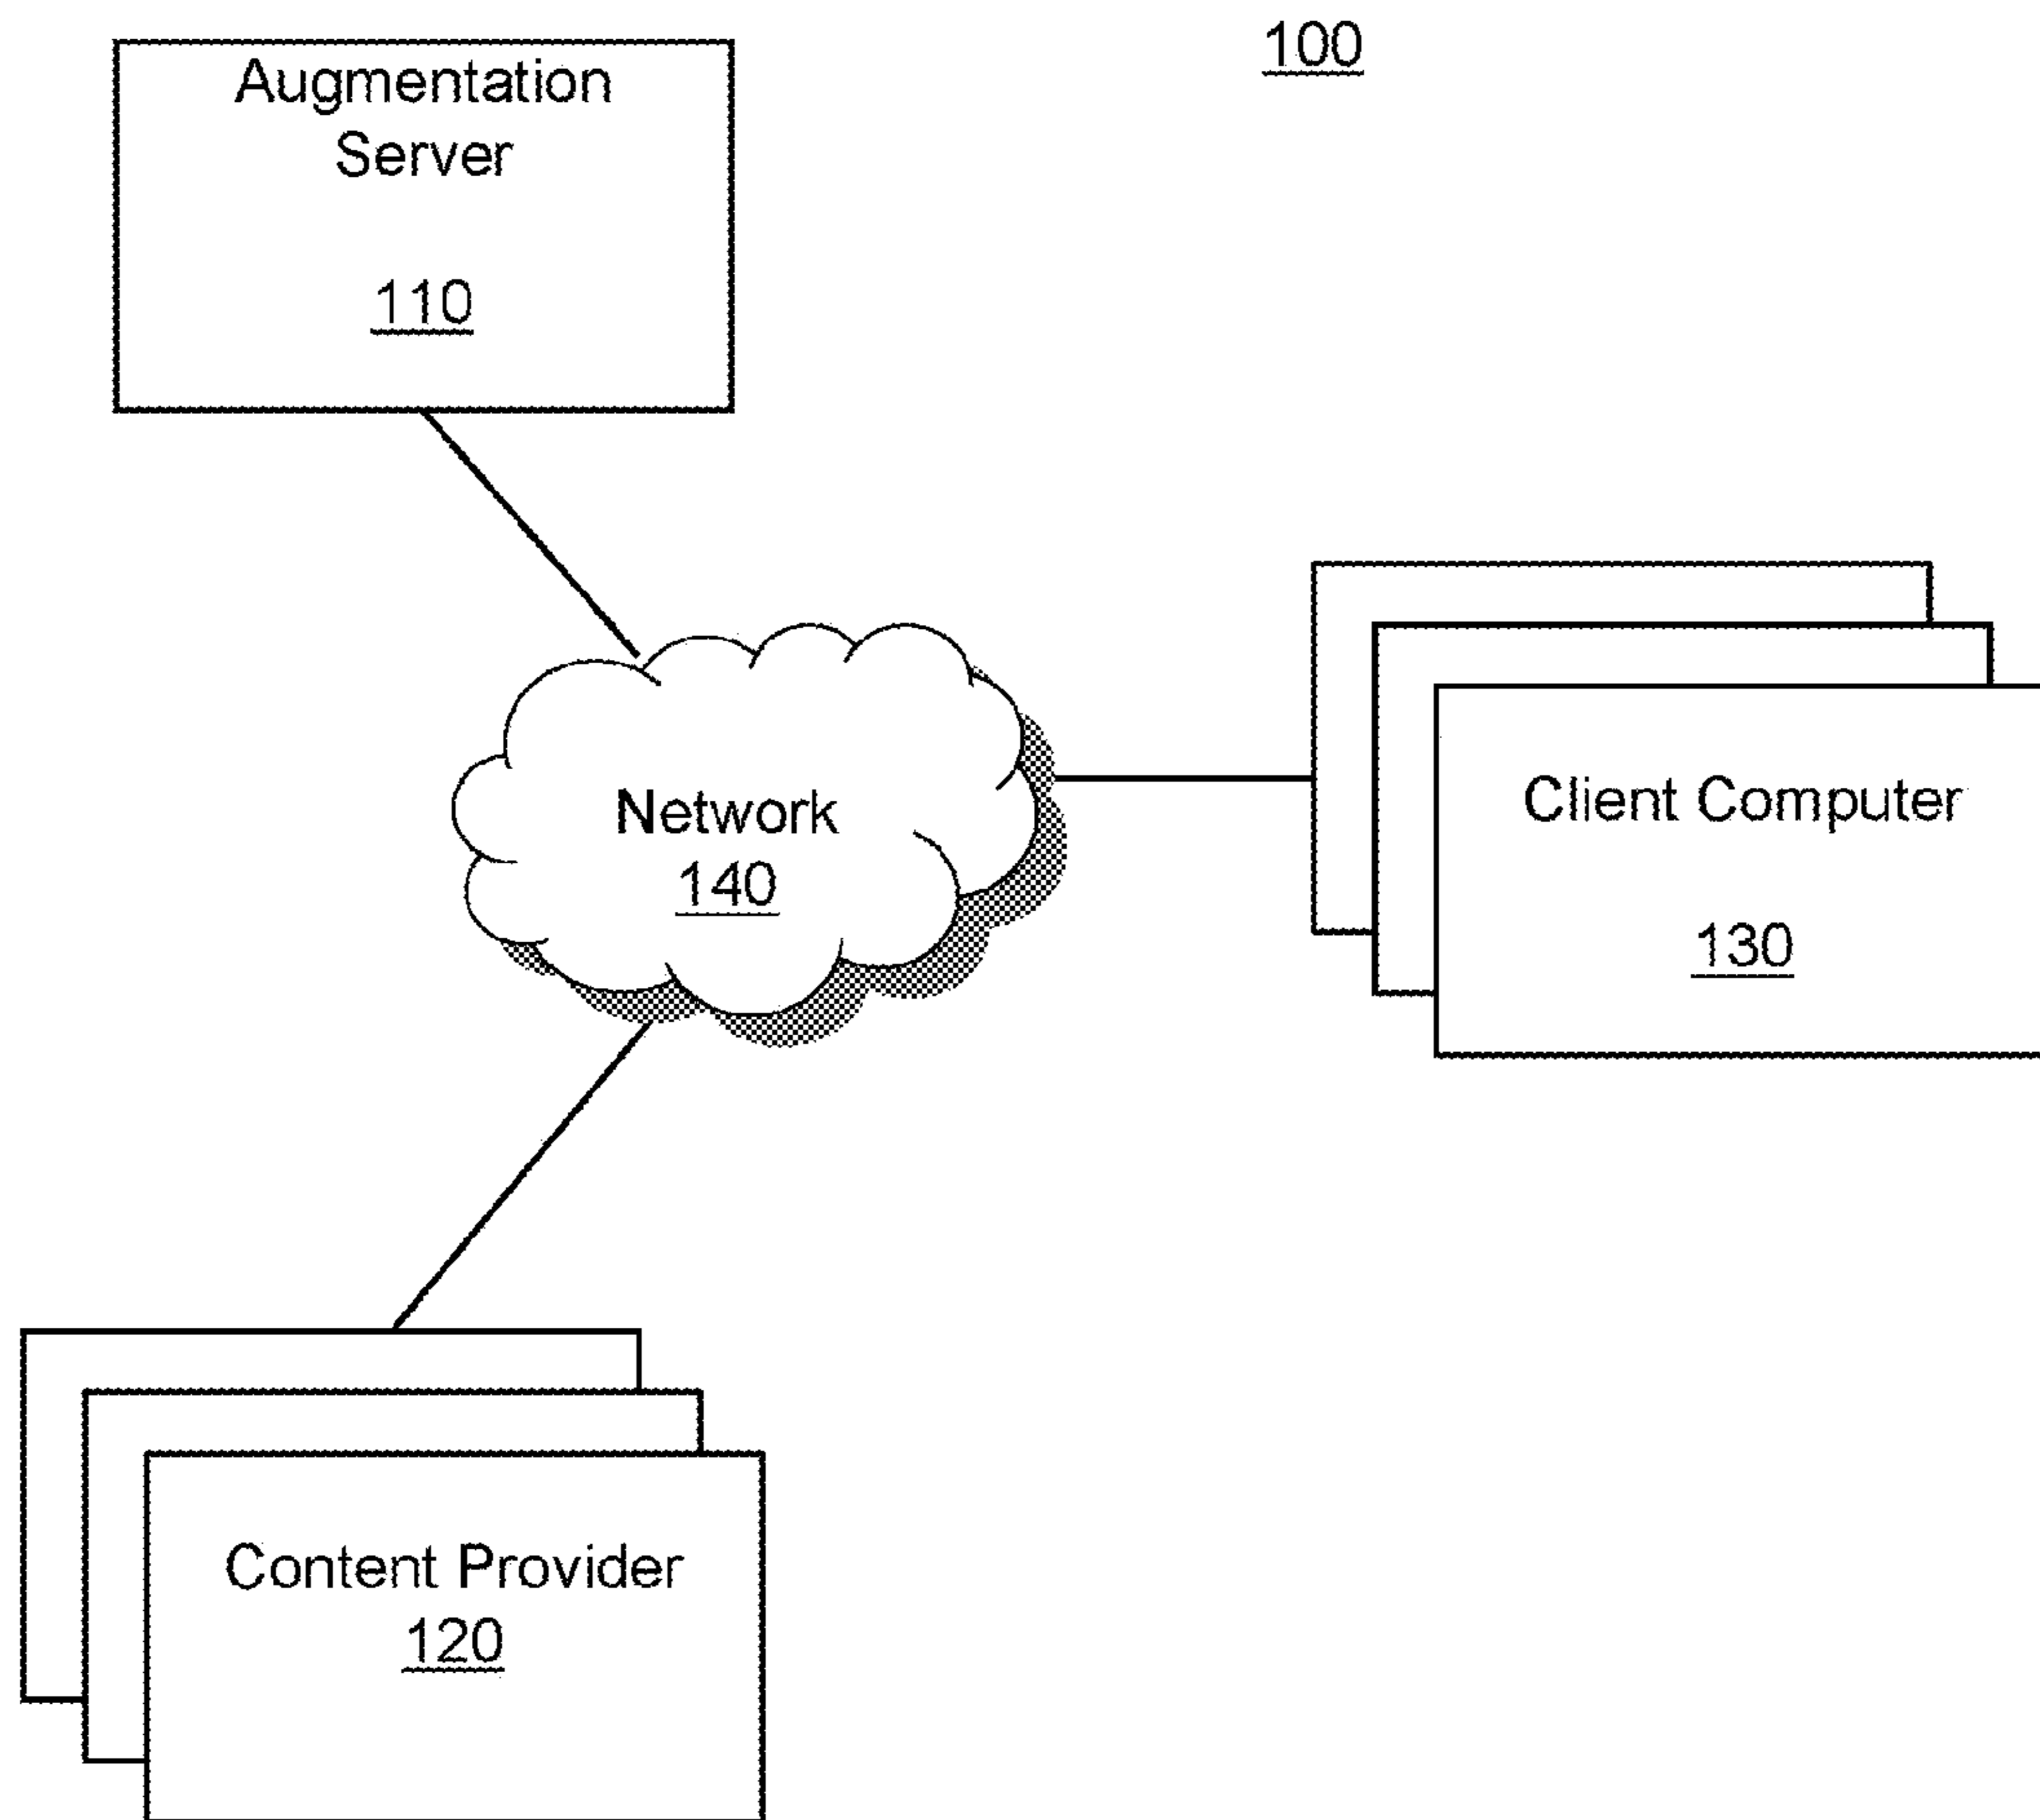 100
Augmentation
Server
110
Network
140
Client Computer
130
Content Provider
120